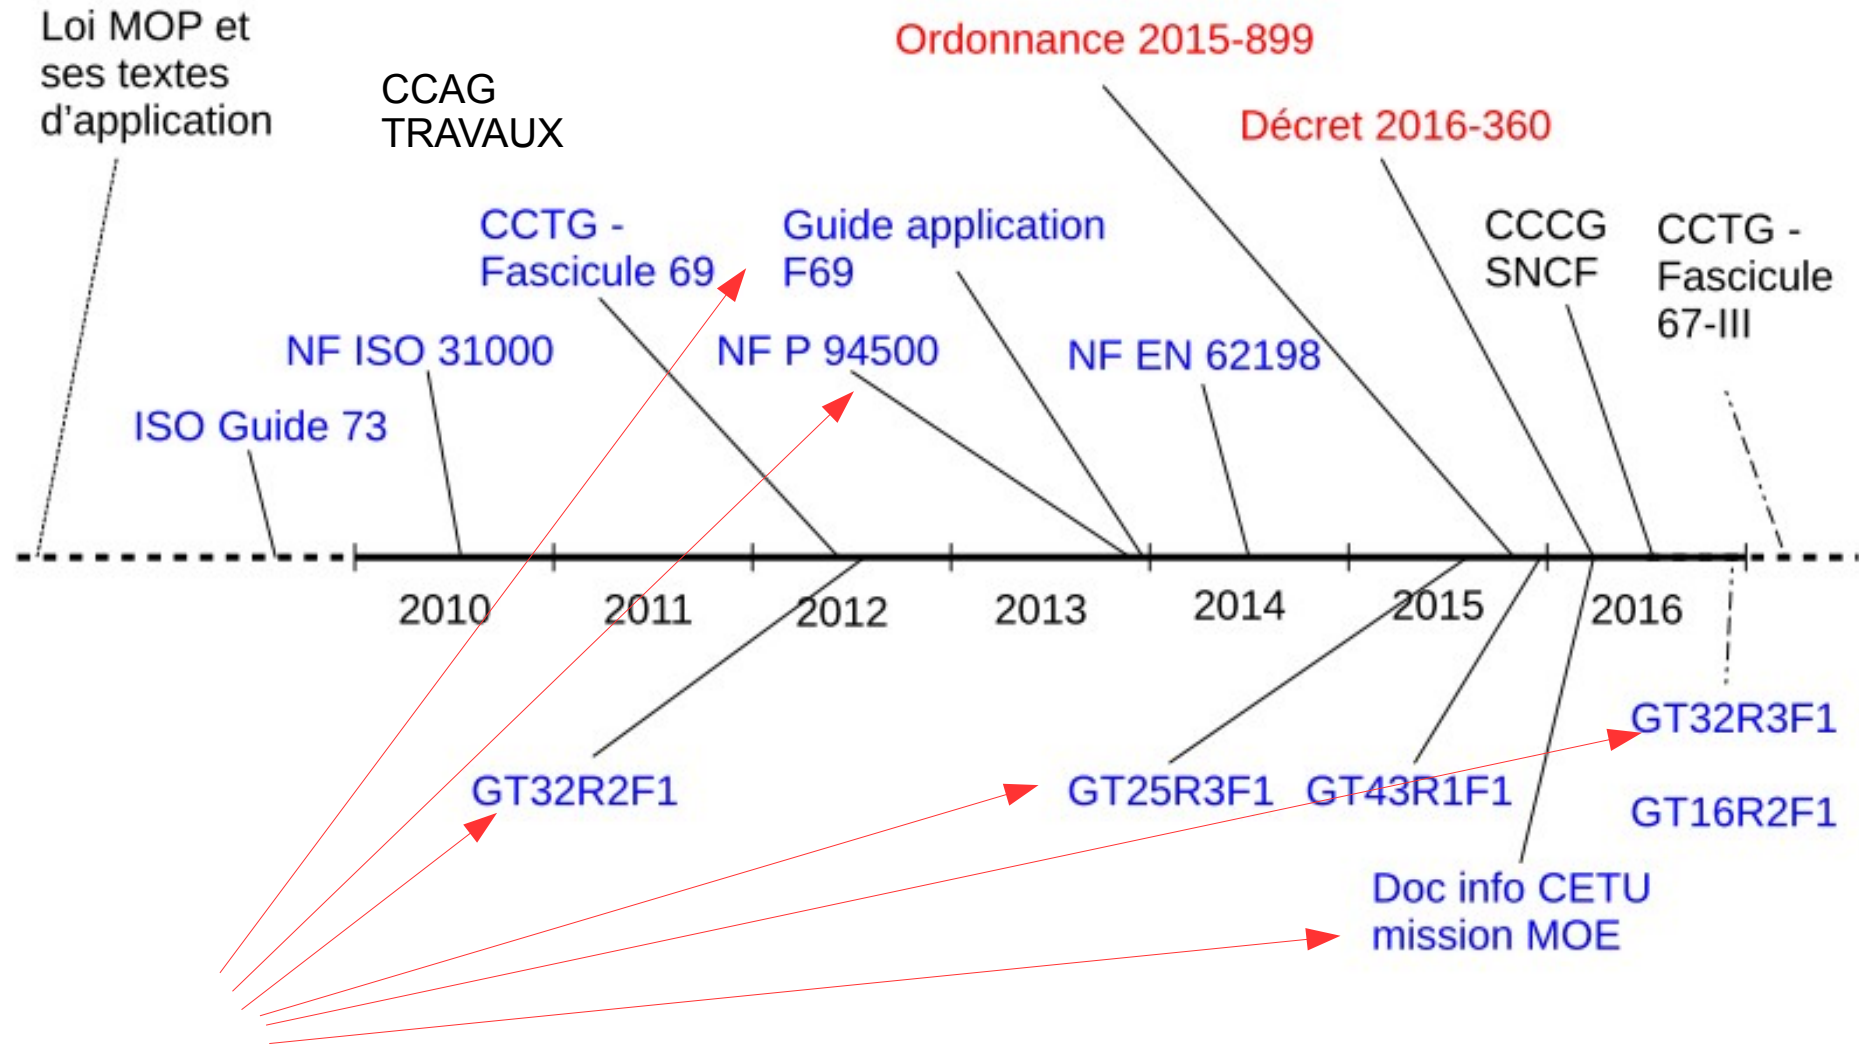 Loi MOP et
ses textes
d'application
CCAG
TRAVAUX
Ordonnance 2015-899
Décret 2016-360
CCTG -
Fascicule 69
Guide application
F69
CCCG
SNCF
CCTG -
Fascicule
67-III
NF ISO 31000
NF P 94500
NF EN 62198
ISO Guide 73
2010
2011
2012
2013
2014
2015
2016
GT32R2F1
GT25R3F1
GT43R1F1
GT32R3F1
GT16R2F1
Doc info CETU
mission MOE